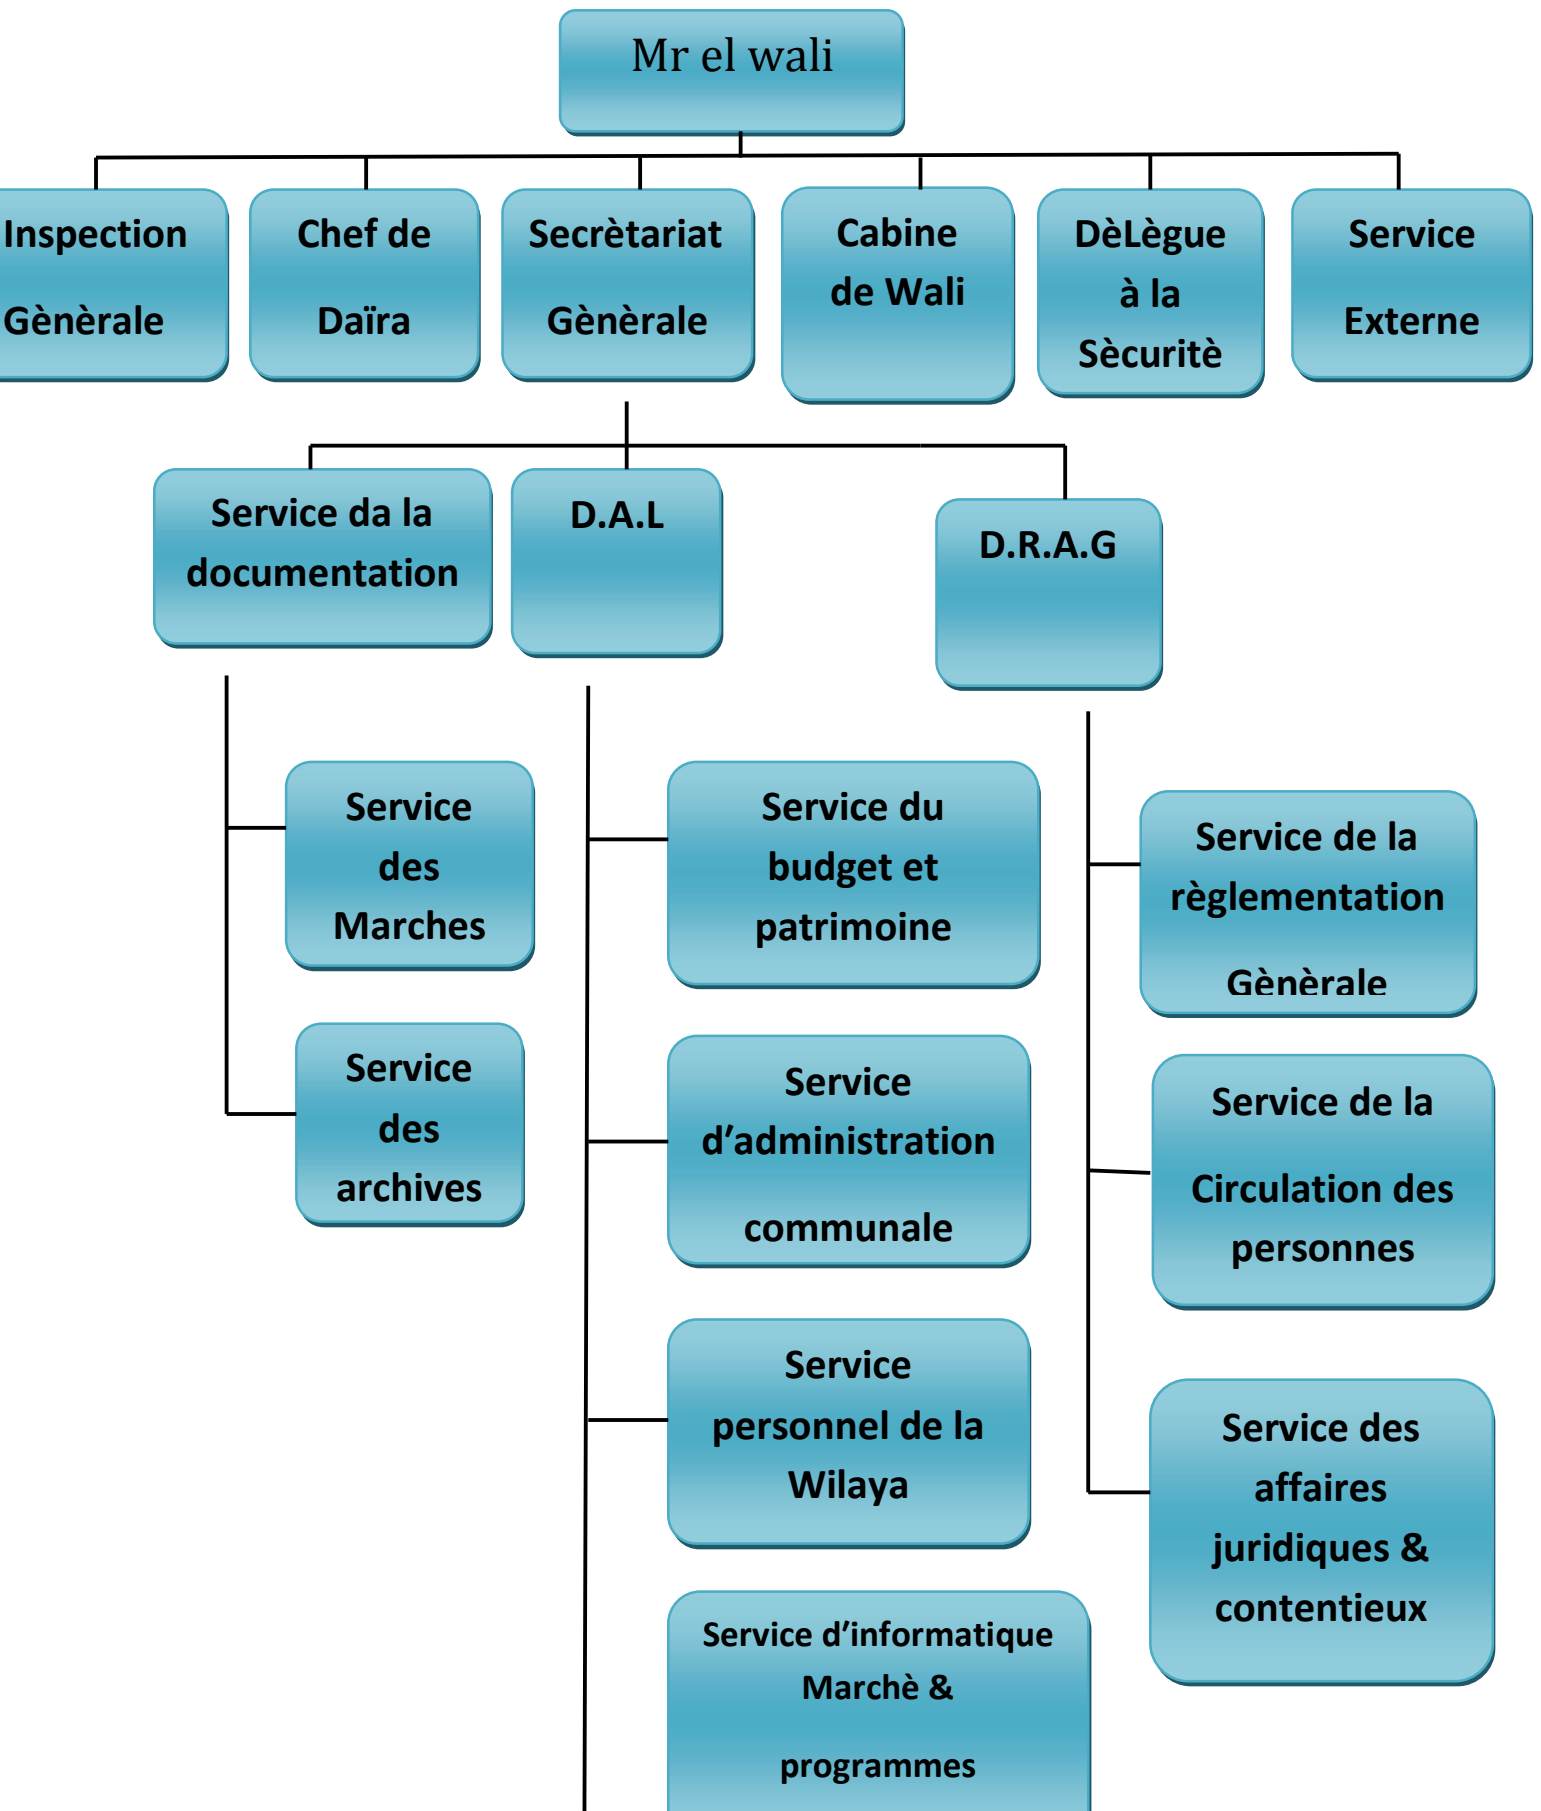 Mr el wali
Inspection
Gènèrale
Chef de
Daïra
Secrètariat
Gènèrale
Cabine
de Wali
DèLègue
à la
Sècuritè
Service
Externe
Service da la
documentation
D.A.L
D.R.A.G
Service
des
Marches
Service
des
archives
Service du
budget et
patrimoine
Service
d’administration
communale
Service
personnel de la
Wilaya
Service d’informatique
Marchè &
programmes
Service de la
règlementation
Gènèrale
Service de la
Circulation des
personnes
Service des
affaires
juridiques &
contentieux